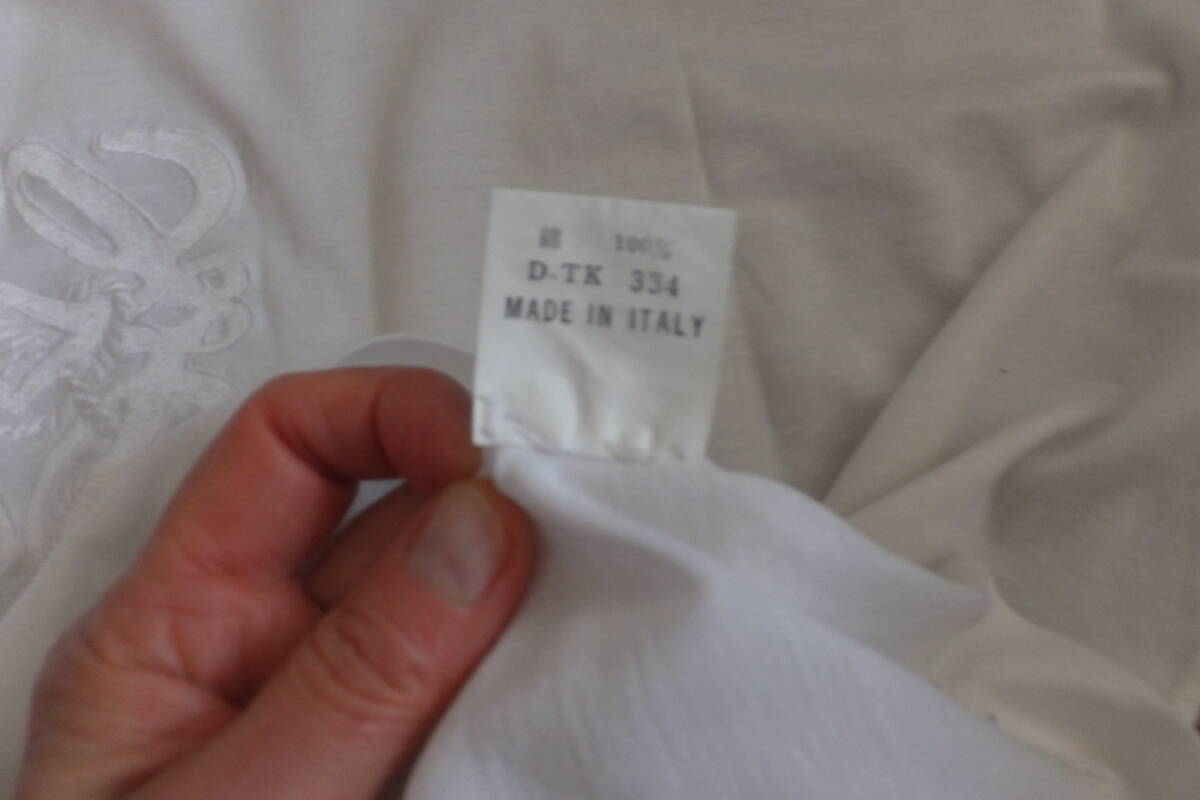 綿 100%
D-TK 334
MADE IN ITALY